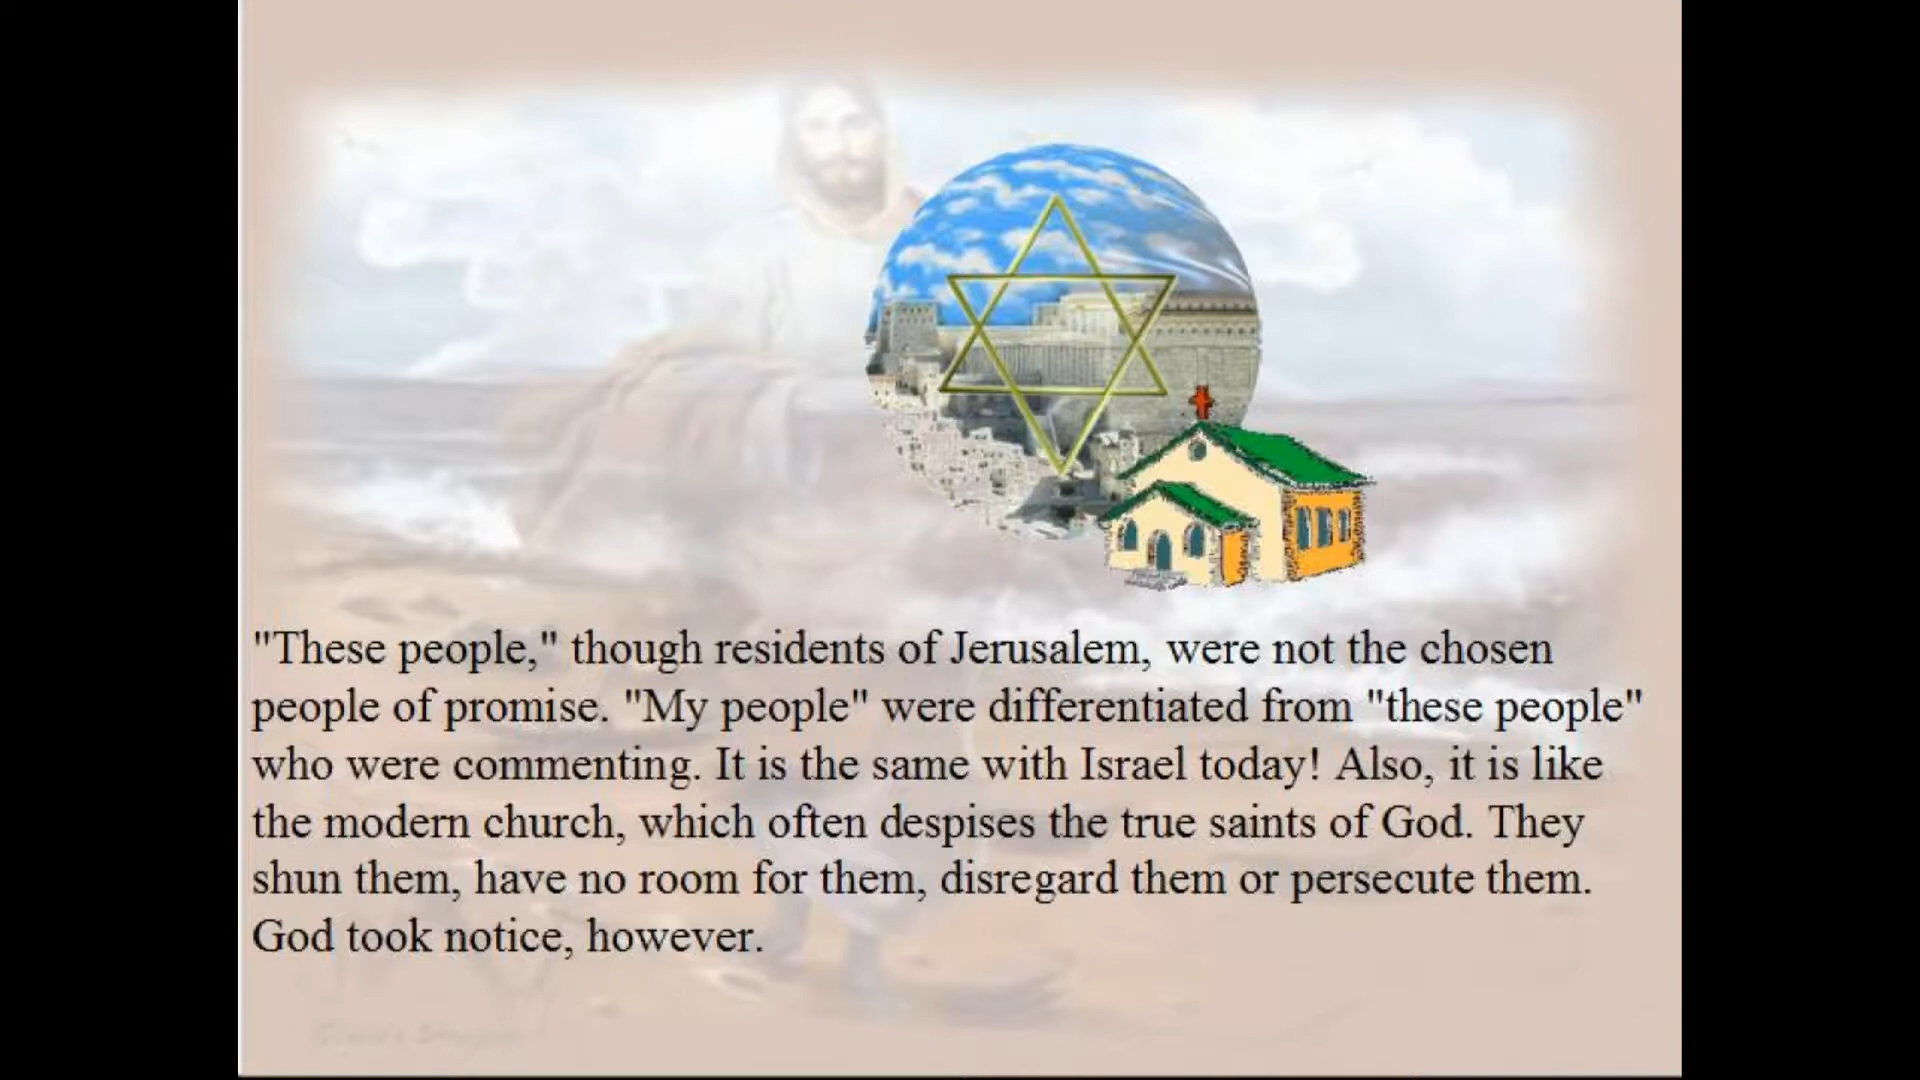 "These people," though residents of Jerusalem, were not the chosen
people of promise. "My people" were differentiated from "these people"
who were commenting. It is the same with Israel today! Also, it is like
the modern church, which often despises the true saints of God. They
shun them, have no room for them, disregard them or persecute them.
God took notice, however.